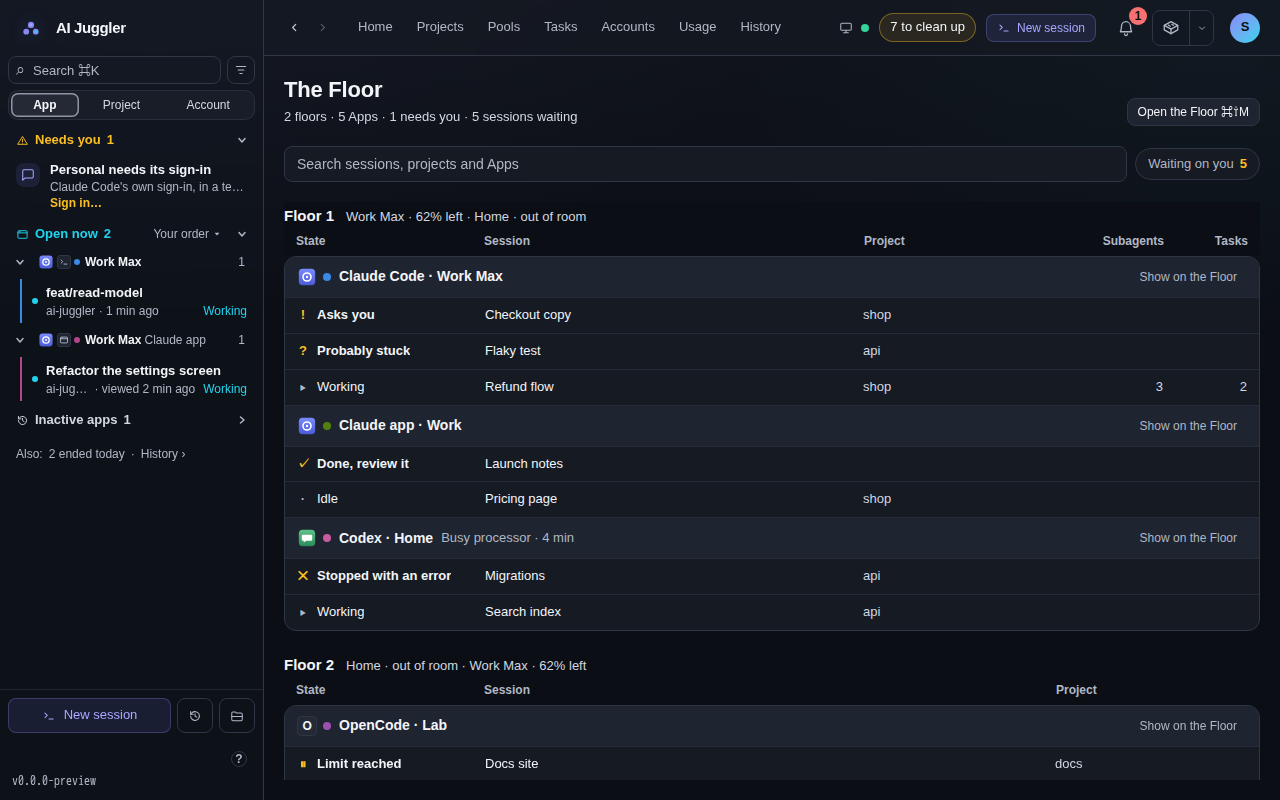 AI Juggler
Search ⌘K
App Project Account
Needs you 1
Personal needs its sign-in
Claude Code's own sign-in, in a te…
Sign in…
Open now 2 Your order
Work Max 1
feat/read-model
ai-juggler · 1 min ago Working
Work Max Claude app 1
Refactor the settings screen
ai-jug… · viewed 2 min ago Working
Inactive apps 1
Also: 2 ended today · History ›
New session
?
v0.0.0-preview
Home Projects Pools Tasks Accounts Usage History
7 to clean up
New session
1
S
The Floor
2 floors · 5 Apps · 1 needs you · 5 sessions waiting
Open the Floor ⌘⇧M
Search sessions, projects and Apps
Waiting on you 5
Floor 1 Work Max · 62% left · Home · out of room
State Session Project Subagents Tasks
Claude Code · Work Max Show on the Floor
! Asks you Checkout copy shop
? Probably stuck Flaky test api
Working Refund flow shop 3 2
Claude app · Work Show on the Floor
✓ Done, review it Launch notes
· Idle Pricing page shop
Codex · Home Busy processor · 4 min Show on the Floor
✕ Stopped with an error Migrations api
Working Search index api
Floor 2 Home · out of room · Work Max · 62% left
State Session Project
O OpenCode · Lab Show on the Floor
Limit reached Docs site docs